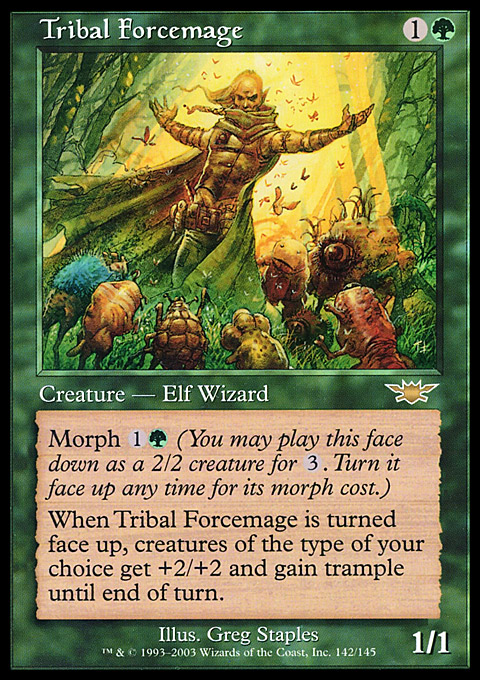 Tribal Forcemage 1
Creature — Elf Wizard
Morph 1 (You may play this face
down as a 2/2 creature for 3. Turn it
face up any time for its morph cost.)
When Tribal Forcemage is turned
face up, creatures of the type of your
choice get +2/+2 and gain trample
until end of turn.
Illus. Greg Staples
1/1
™ & © 1993–2003 Wizards of the Coast, Inc. 142/145